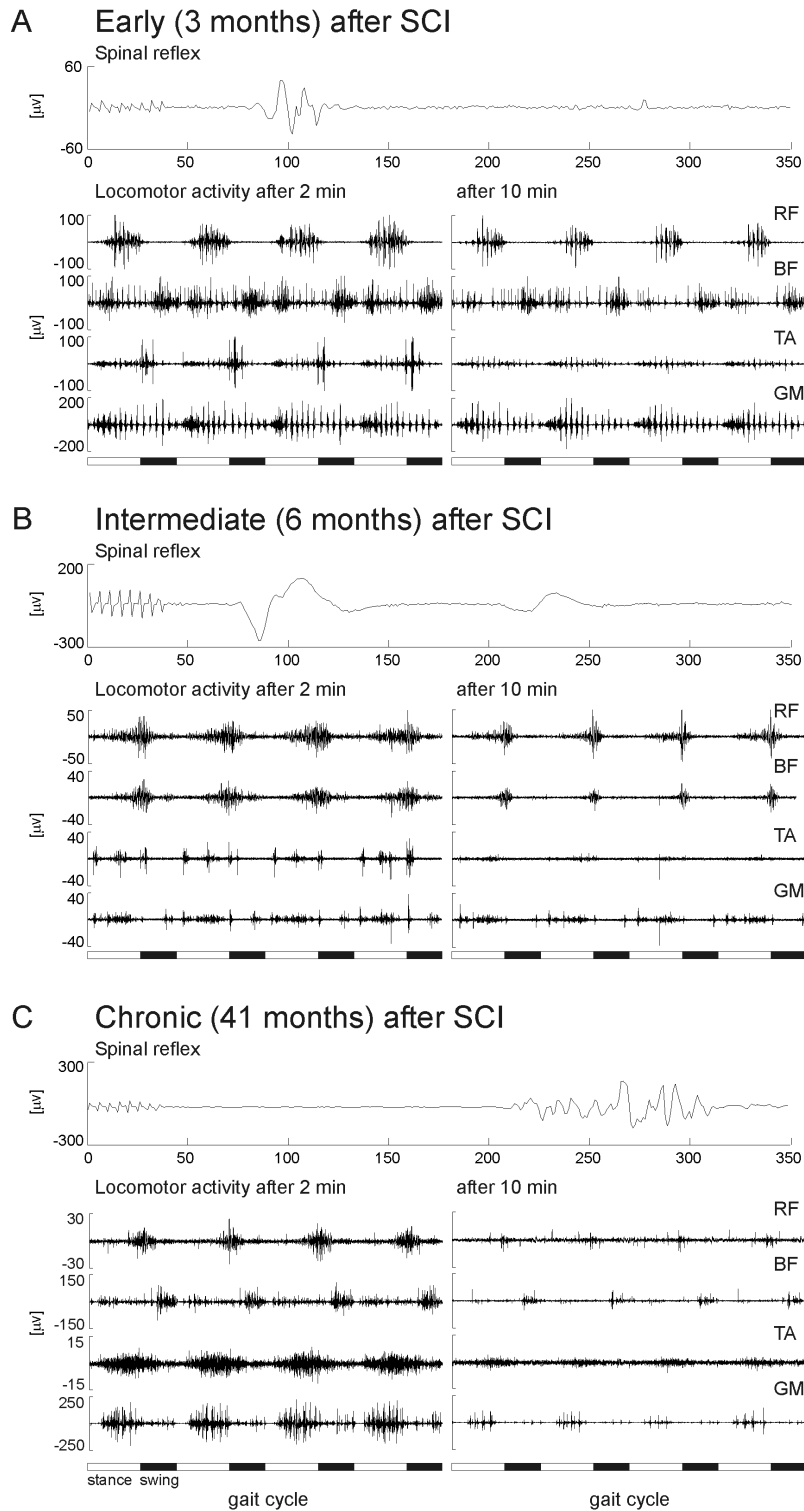 A Early (3 months) after SCI
Spinal reflex
60
[µv]
-60
0 50 100 150 200 250 300 350
Locomotor activity after 2 min after 10 min
RF
100
-100
BF
100
-100
[µv]
TA
100
-100
GM
200
-200
B Intermediate (6 months) after SCI
Spinal reflex
200
[µv]
-300
0 50 100 150 200 250 300 350
Locomotor activity after 2 min after 10 min
RF
50
-50
BF
40
-40
[µv]
TA
40
-40
GM
40
-40
C Chronic (41 months) after SCI
Spinal reflex
300
[µv]
-300
0 50 100 150 200 250 300 350
Locomotor activity after 2 min after 10 min
RF
30
-30
BF
150
-150
[µv]
TA
15
-15
GM
250
-250
stance swing
gait cycle gait cycle